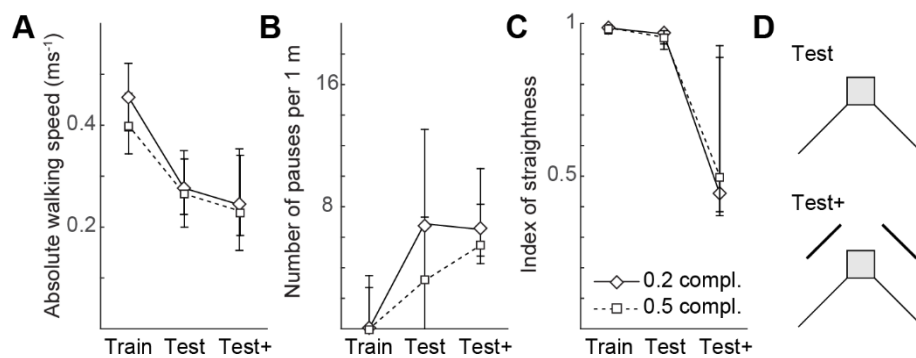 A
Absolute walking speed (ms⁻¹)
0.4
0.2
Train Test Test+
B
Number of pauses per 1 m
16
8
Train Test Test+
C
Index of straightness
1
0.5
0.2 compl.
0.5 compl.
Train Test Test+
D
Test
Test+